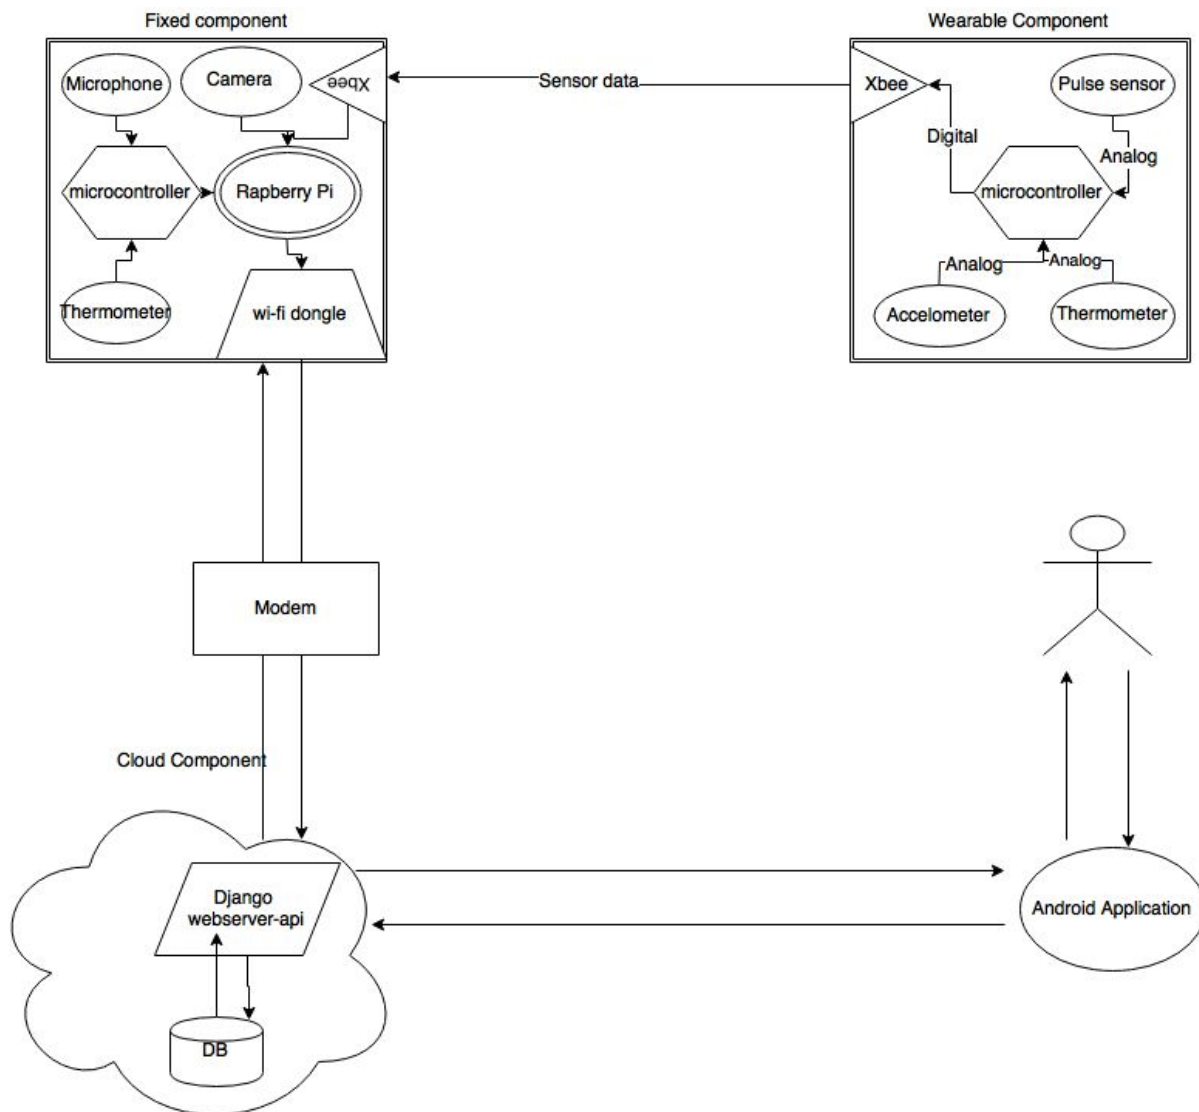 Fixed component
Wearable Component
Microphone
Camera
Xbee
Sensor data
Xbee
Pulse sensor
Digital
Analog
microcontroller
Rapberry Pi
microcontroller
Analog
Analog
Thermometer
wi-fi dongle
Accelometer
Thermometer
Modem
Cloud Component
Django
webserver-api
Android Application
DB